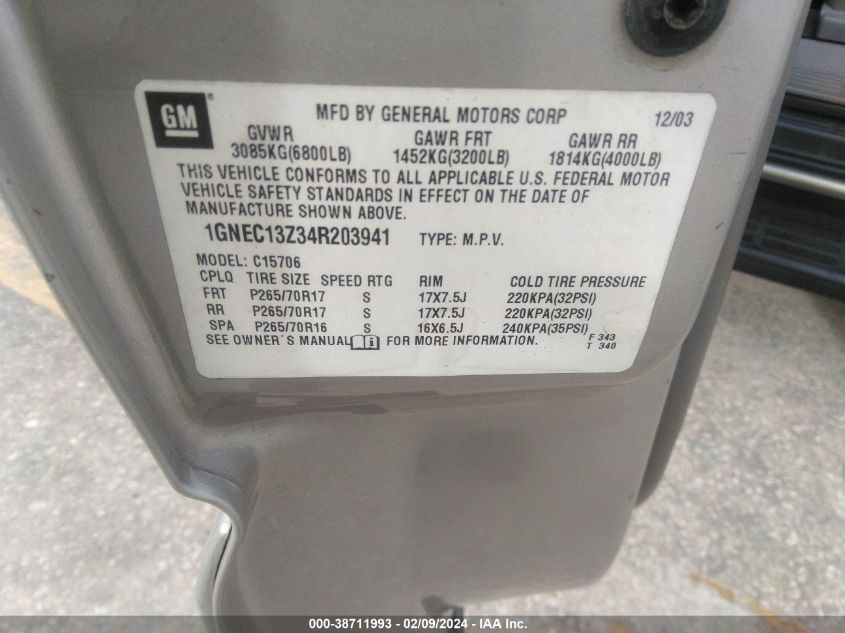 GM ®
MFD BY GENERAL MOTORS CORP 12/03
GVWR GAWR FRT GAWR RR
3085KG(6800LB) 1452KG(3200LB) 1814KG(4000LB)
THIS VEHICLE CONFORMS TO ALL APPLICABLE U.S. FEDERAL MOTOR
VEHICLE SAFETY STANDARDS IN EFFECT ON THE DATE OF
MANUFACTURE SHOWN ABOVE.
1GNEC13Z34R203941 TYPE: M.P.V.
MODEL: C15706
CPLQ TIRE SIZE SPEED RTG RIM COLD TIRE PRESSURE
FRT P265/70R17 S 17X7.5J 220KPA(32PSI)
RR P265/70R17 S 17X7.5J 220KPA(32PSI)
SPA P265/70R16 S 16X6.5J 240KPA(35PSI)
SEE OWNER'S MANUAL i FOR MORE INFORMATION.
F 343
T 340
000-38711993 - 02/09/2024 - IAA Inc.